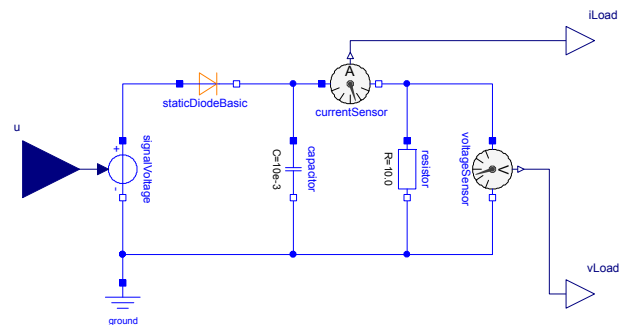 iLoad
A
staticDiodeBasic
currentSensor
u
+
signalVoltage
-
C=10e-3
capacitor
R=10.0
resistor
V
voltageSensor
vLoad
ground